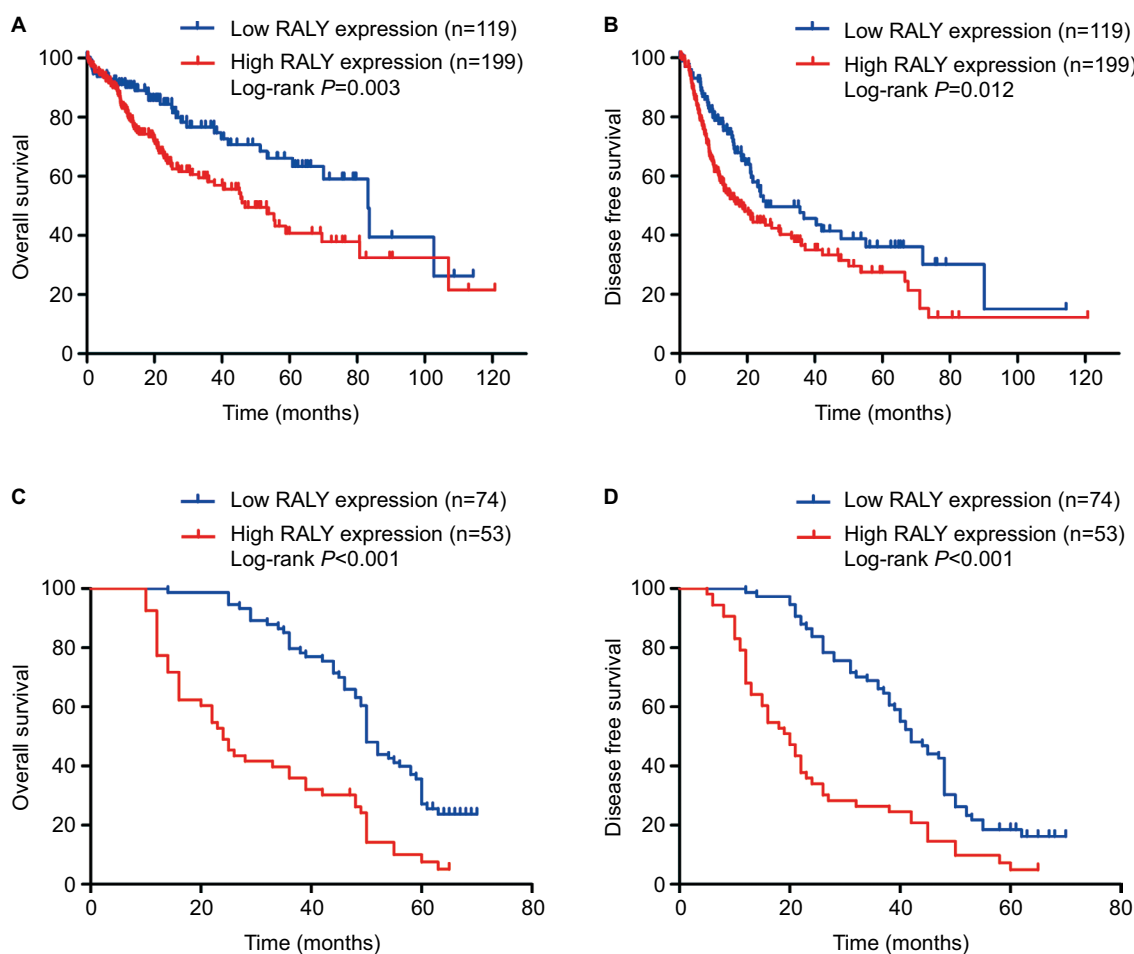 A
Low RALY expression (n=119)
High RALY expression (n=199)
Log-rank P=0.003
Overall survival
100
80
60
40
20
0
0 20 40 60 80 100 120
Time (months)
B
Low RALY expression (n=119)
High RALY expression (n=199)
Log-rank P=0.012
Disease free survival
100
80
60
40
20
0
0 20 40 60 80 100 120
Time (months)
C
Low RALY expression (n=74)
High RALY expression (n=53)
Log-rank P<0.001
Overall survival
100
80
60
40
20
0
0 20 40 60 80
Time (months)
D
Low RALY expression (n=74)
High RALY expression (n=53)
Log-rank P<0.001
Disease free survival
100
80
60
40
20
0
0 20 40 60 80
Time (months)